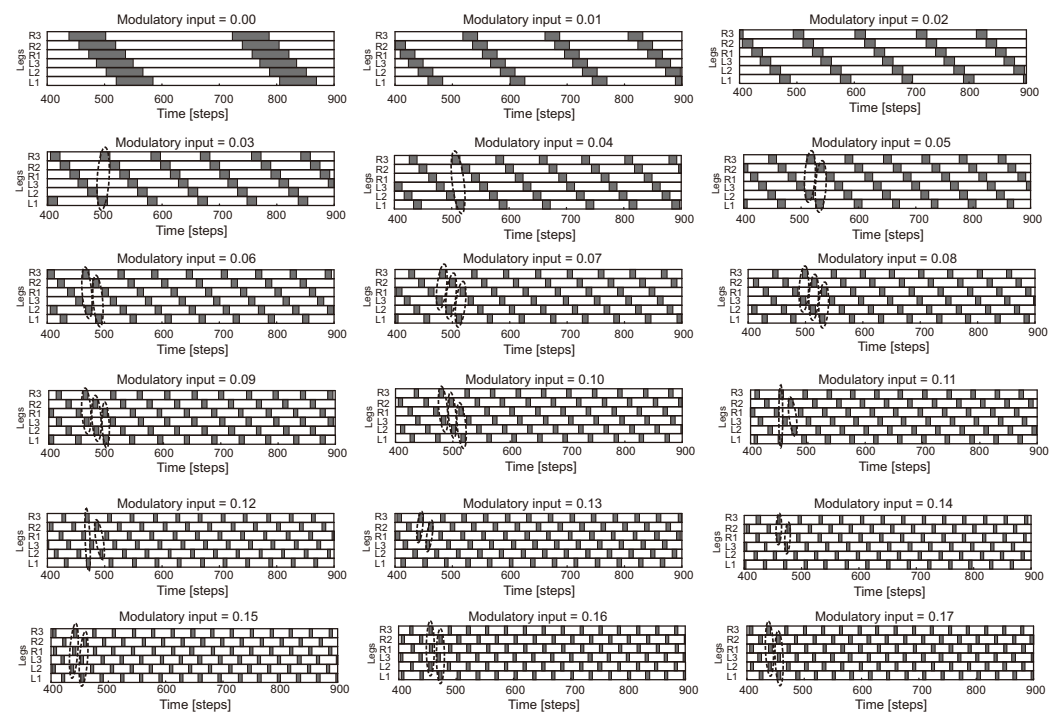 Modulatory input = 0.00
Legs
R3
R2
R1
L3
L2
L1
400 500 600 700 800 900
Time [steps]
Modulatory input = 0.01
Legs
R3
R2
R1
L3
L2
L1
400 500 600 700 800 900
Time [steps]
Modulatory input = 0.02
Legs
R3
R2
R1
L3
L2
L1
400 500 600 700 800 900
Time [steps]
Modulatory input = 0.03
Legs
R3
R2
R1
L3
L2
L1
400 500 600 700 800 900
Time [steps]
Modulatory input = 0.04
Legs
R3
R2
R1
L3
L2
L1
400 500 600 700 800 900
Time [steps]
Modulatory input = 0.05
Legs
R3
R2
R1
L3
L2
L1
400 500 600 700 800 900
Time [steps]
Modulatory input = 0.06
Legs
R3
R2
R1
L3
L2
L1
400 500 600 700 800 900
Time [steps]
Modulatory input = 0.07
Legs
R3
R2
R1
L3
L2
L1
400 500 600 700 800 900
Time [steps]
Modulatory input = 0.08
Legs
R3
R2
R1
L3
L2
L1
400 500 600 700 800 900
Time [steps]
Modulatory input = 0.09
Legs
R3
R2
R1
L3
L2
L1
400 500 600 700 800 900
Time [steps]
Modulatory input = 0.10
Legs
R3
R2
R1
L3
L2
L1
400 500 600 700 800 900
Time [steps]
Modulatory input = 0.11
Legs
R3
R2
R1
L3
L2
L1
400 500 600 700 800 900
Time [steps]
Modulatory input = 0.12
Legs
R3
R2
R1
L3
L2
L1
400 500 600 700 800 900
Time [steps]
Modulatory input = 0.13
Legs
R3
R2
R1
L3
L2
L1
400 500 600 700 800 900
Time [steps]
Modulatory input = 0.14
Legs
R3
R2
R1
L3
L2
L1
400 500 600 700 800 900
Time [steps]
Modulatory input = 0.15
Legs
R3
R2
R1
L3
L2
L1
400 500 600 700 800 900
Time [steps]
Modulatory input = 0.16
Legs
R3
R2
R1
L3
L2
L1
400 500 600 700 800 900
Time [steps]
Modulatory input = 0.17
Legs
R3
R2
R1
L3
L2
L1
400 500 600 700 800 900
Time [steps]